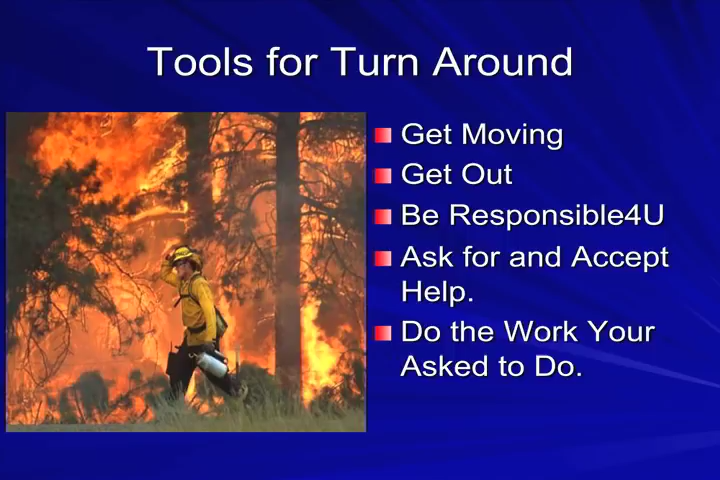 Tools for Turn Around
Get Moving
Get Out
Be Responsible4U
Ask for and Accept
Help.
Do the Work Your
Asked to Do.